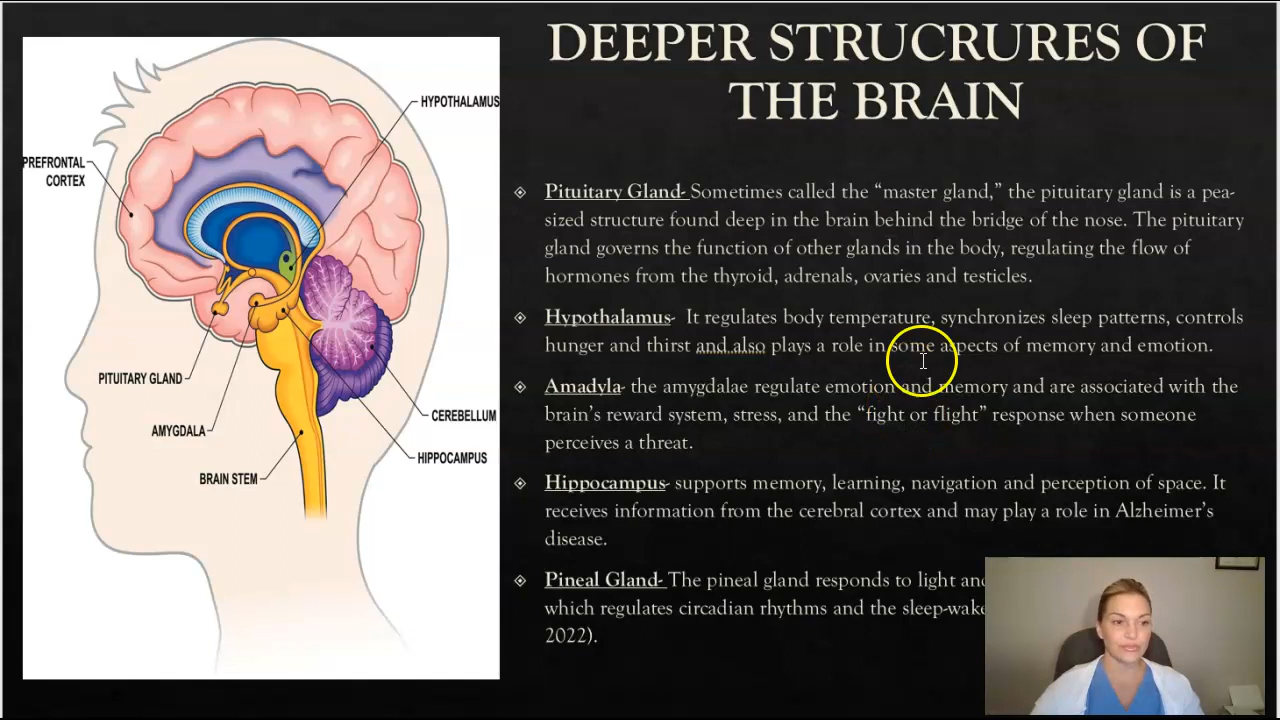 DEEPER STRUCRURES OF
THE BRAIN
HYPOTHALAMUS
PREFRONTAL
CORTEX
PITUITARY GLAND
AMYGDALA
BRAIN STEM
CEREBELLUM
HIPPOCAMPUS
Pituitary Gland- Sometimes called the “master gland,” the pituitary gland is a pea-
sized structure found deep in the brain behind the bridge of the nose. The pituitary
gland governs the function of other glands in the body, regulating the flow of
hormones from the thyroid, adrenals, ovaries and testicles.
Hypothalamus- It regulates body temperature, synchronizes sleep patterns, controls
hunger and thirst and also plays a role in some aspects of memory and emotion.
Amadyla- the amygdalae regulate emotion and memory and are associated with the
brain’s reward system, stress, and the “fight or flight” response when someone
perceives a threat.
Hippocampus- supports memory, learning, navigation and perception of space. It
receives information from the cerebral cortex and may play a role in Alzheimer’s
disease.
Pineal Gland- The pineal gland responds to light and
which regulates circadian rhythms and the sleep-wake
2022).